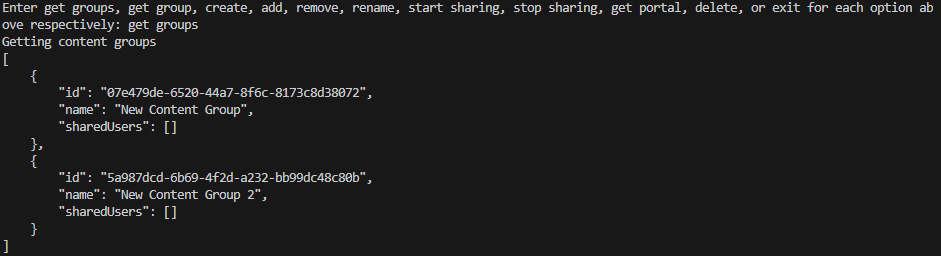 Enter get groups, get group, create, add, remove, rename, start sharing, stop sharing, get portal, delete, or exit for each option ab
ove respectively: get groups
Getting content groups
[
    {
        "id": "07e479de-6520-44a7-8f6c-8173c8d38072",
        "name": "New Content Group",
        "sharedUsers": []
    },
    {
        "id": "5a987dcd-6b69-4f2d-a232-bb99dc48c80b",
        "name": "New Content Group 2",
        "sharedUsers": []
    }
]